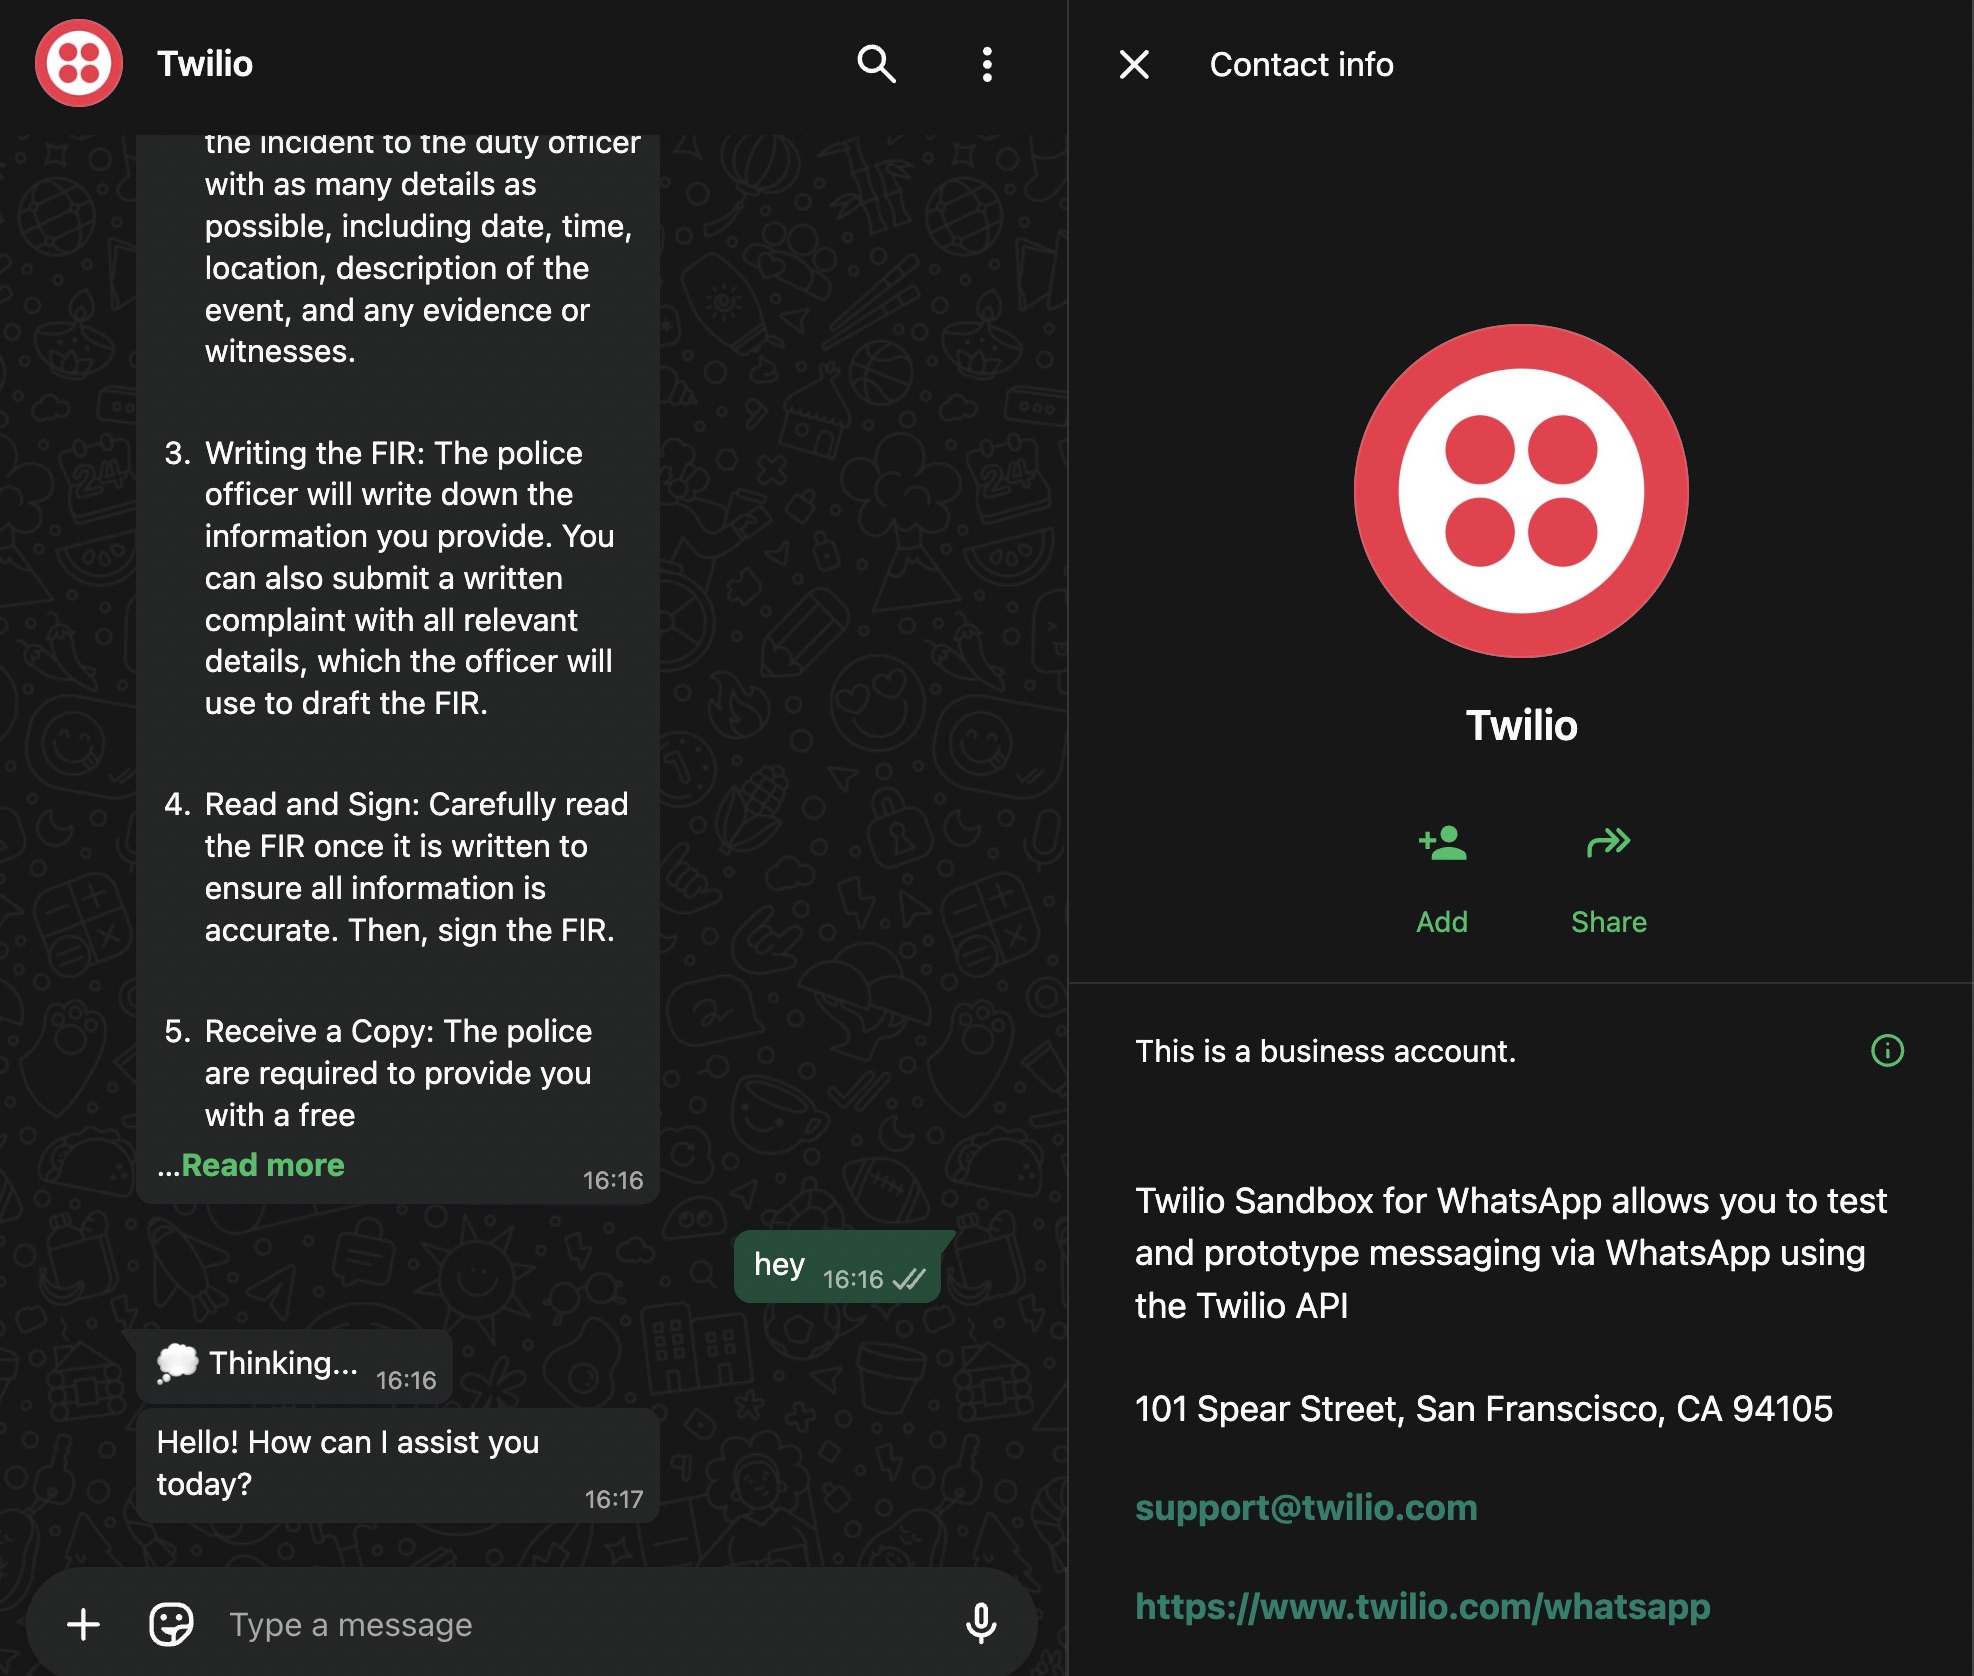 Twilio
the incident to the duty officer
with as many details as
possible, including date, time,
location, description of the
event, and any evidence or
witnesses.
3. Writing the FIR: The police
officer will write down the
information you provide. You
can also submit a written
complaint with all relevant
details, which the officer will
use to draft the FIR.
4. Read and Sign: Carefully read
the FIR once it is written to
ensure all information is
accurate. Then, sign the FIR.
5. Receive a Copy: The police
are required to provide you
with a free
...Read more
16:16
hey 16:16
💭 Thinking... 16:16
Hello! How can I assist you
today?
16:17
Type a message
Contact info
Twilio
Add Share
This is a business account.
Twilio Sandbox for WhatsApp allows you to test
and prototype messaging via WhatsApp using
the Twilio API
101 Spear Street, San Franscisco, CA 94105
support@twilio.com
https://www.twilio.com/whatsapp